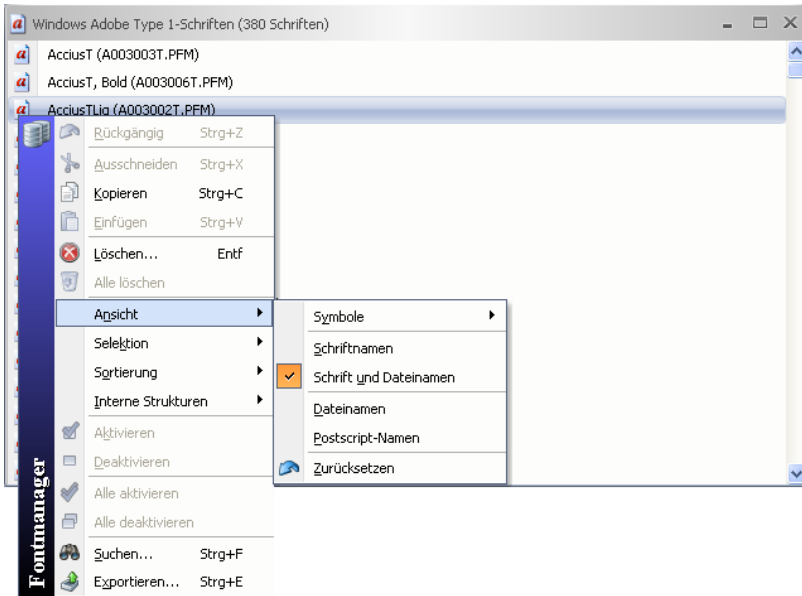 Windows Adobe Type 1-Schriften (380 Schriften)
AcciusT (A003003T.PFM)
AcciusT, Bold (A003006T.PFM)
AcciusTLig (A003002T.PFM)
Rückgängig Strg+Z
Ausschneiden Strg+X
Kopieren Strg+C
Einfügen Strg+V
Löschen... Entf
Alle löschen
Ansicht
Selektion
Sortierung
Interne Strukturen
Aktivieren
Deaktivieren
Alle aktivieren
Alle deaktivieren
Suchen... Strg+F
Exportieren... Strg+E
Fontmanager
Symbole
Schriftnamen
Schrift und Dateinamen
Dateinamen
Postscript-Namen
Zurücksetzen